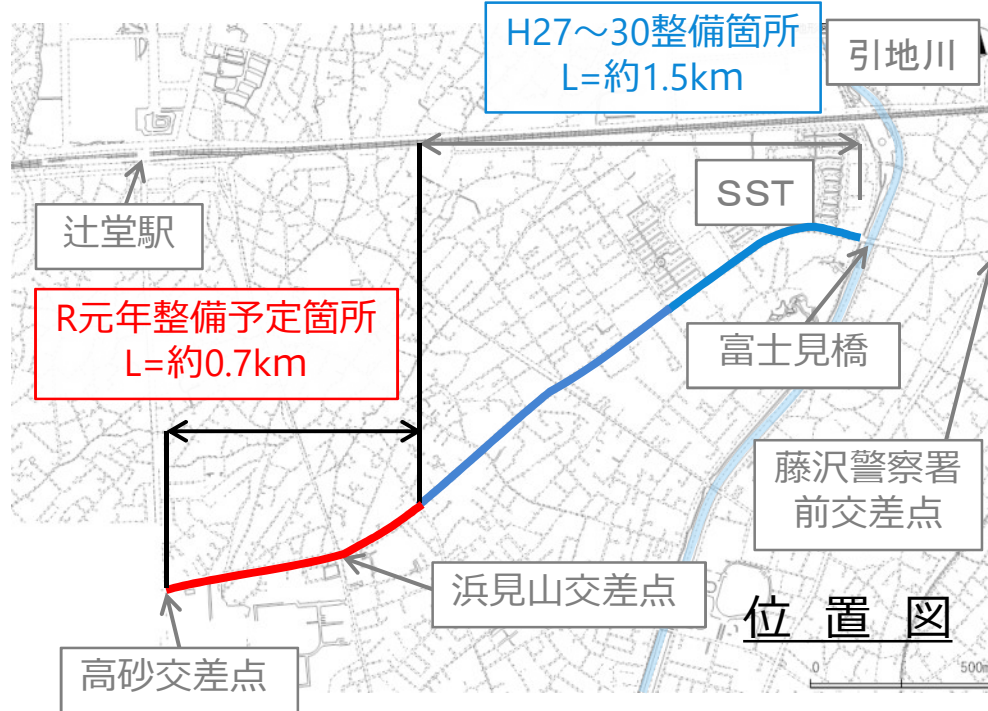 H27～30整備箇所
L=約1.5km
引地川
SST
辻堂駅
R元年整備予定箇所
L=約0.7km
富士見橋
藤沢警察署
前交差点
浜見山交差点
位 置 図
高砂交差点
0
500m